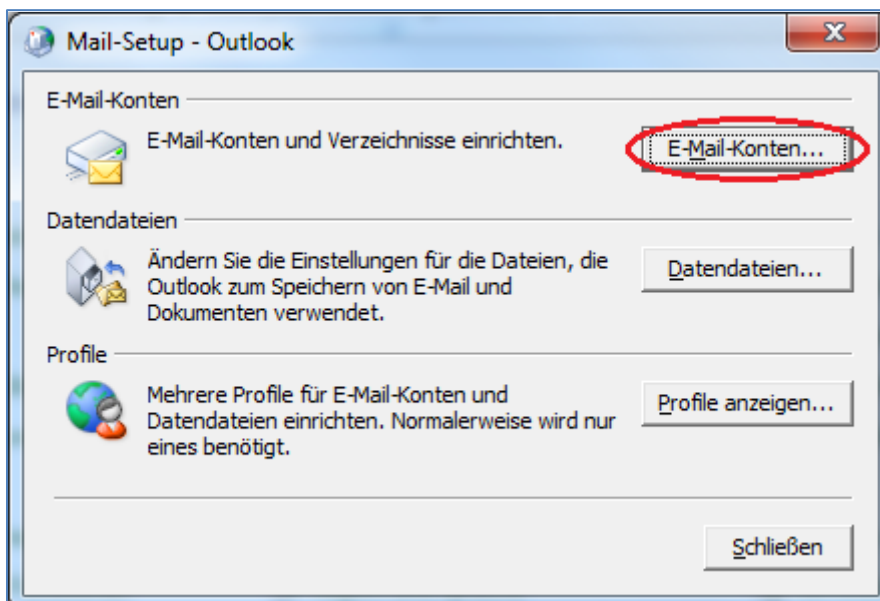 Mail-Setup - Outlook
E-Mail-Konten
E-Mail-Konten und Verzeichnisse einrichten.
E-Mail-Konten...
Datendateien
Ändern Sie die Einstellungen für die Dateien, die
Outlook zum Speichern von E-Mail und
Dokumenten verwendet.
Datendateien...
Profile
Mehrere Profile für E-Mail-Konten und
Datendateien einrichten. Normalerweise wird nur
eines benötigt.
Profile anzeigen...
Schließen